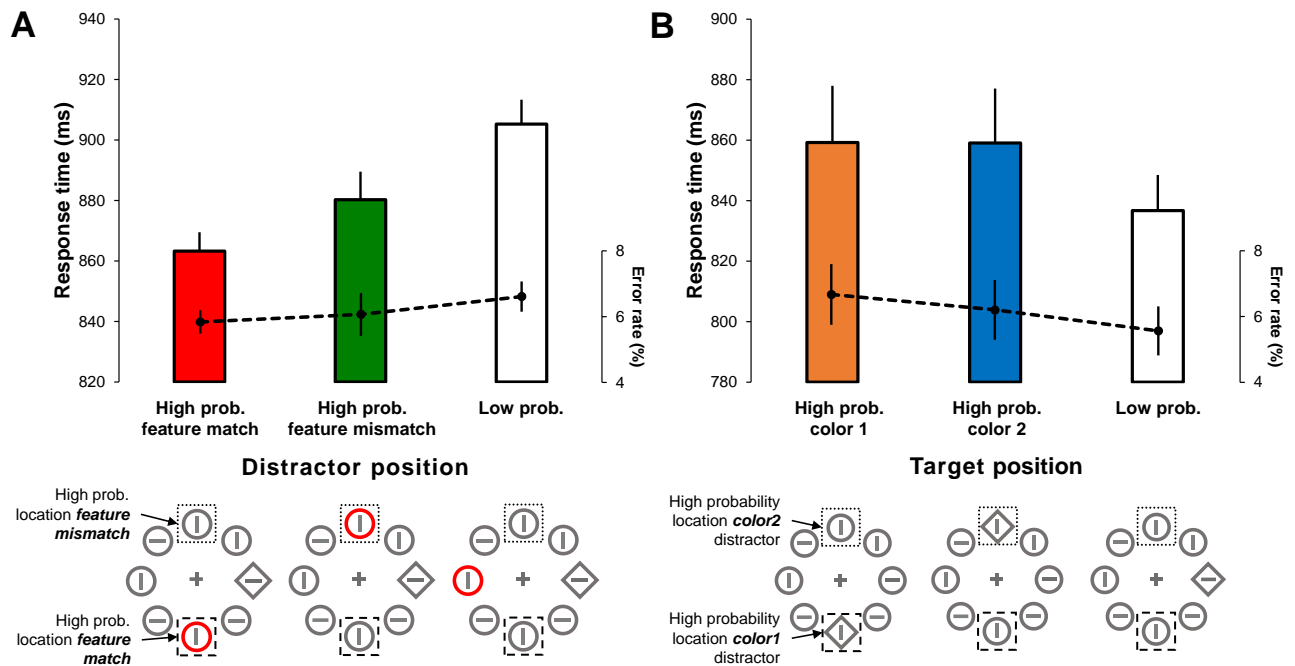 A
Response time (ms)
940
920
900
880
860
840
820
8
6
4
Error rate (%)
High prob.
feature match
High prob.
feature mismatch
Low prob.
Distractor position
High prob.
location feature
mismatch
High prob.
location feature
match
B
Response time (ms)
900
880
860
840
820
800
780
8
6
4
Error rate (%)
High prob.
color 1
High prob.
color 2
Low prob.
Target position
High probability
location color2
distractor
High probability
location color1
distractor